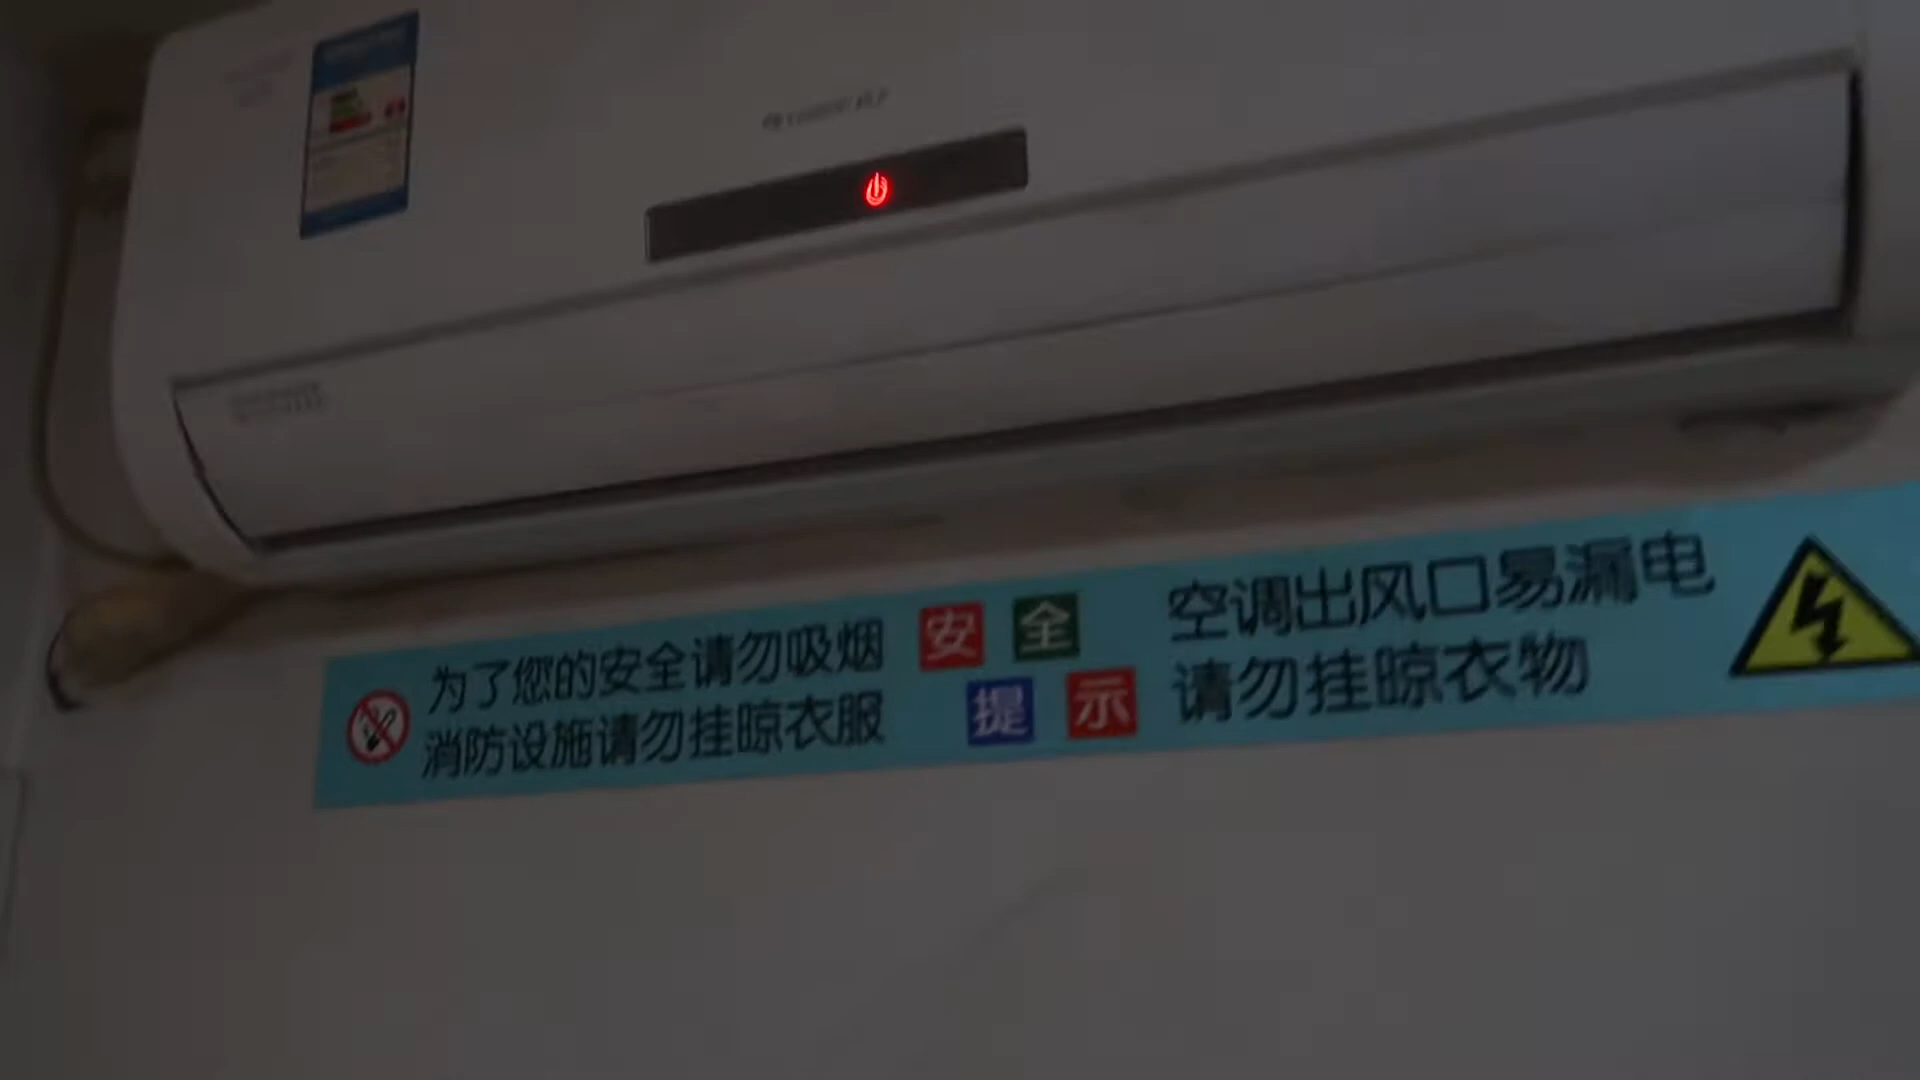 为了您的安全请勿吸烟
消防设施请勿挂晾衣服
安全
提示
空调出风口易漏电
请勿挂晾衣物